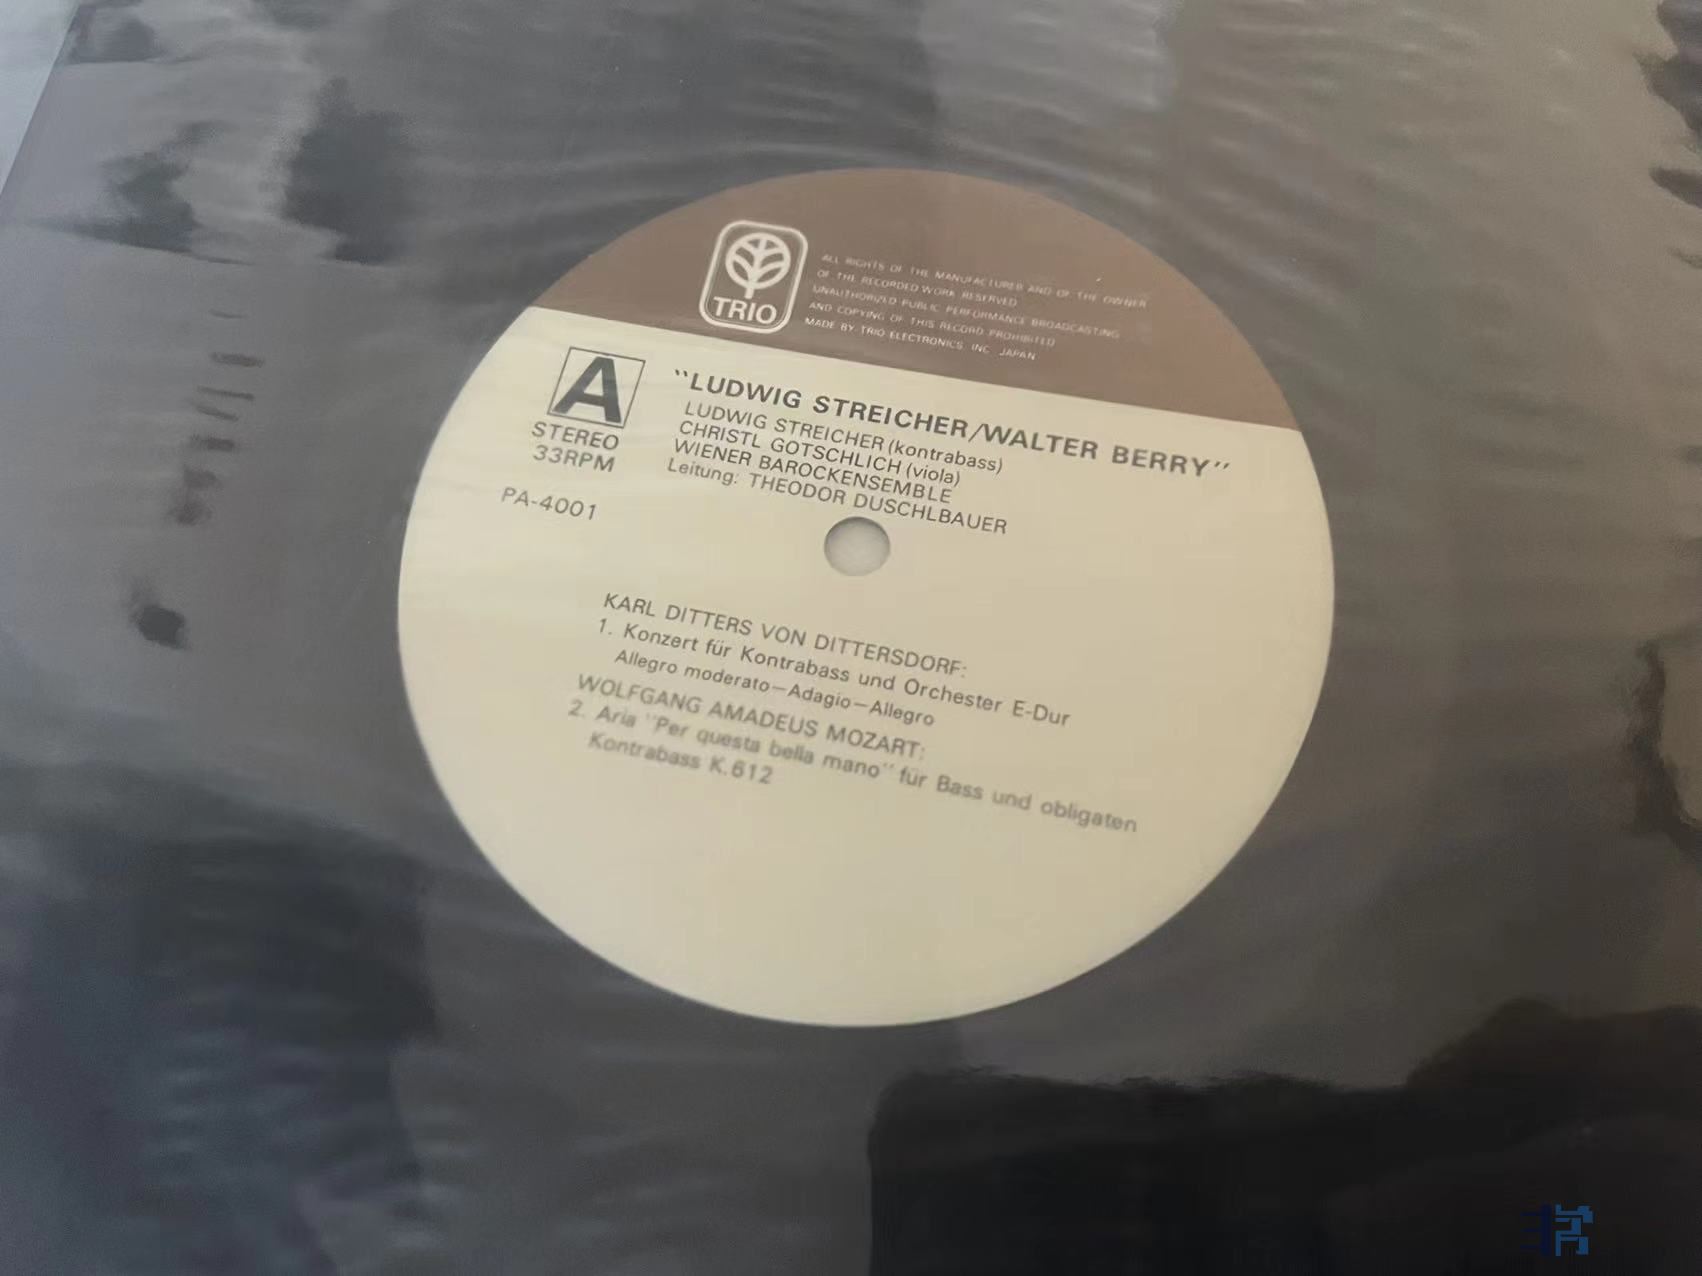 TRIO
ALL RIGHTS OF THE MANUFACTURER AND OF THE OWNER
OF THE RECORDED WORK RESERVED
UNAUTHORIZED PUBLIC PERFORMANCE BROADCASTING
AND COPYING OF THIS RECORD PROHIBITED
MADE BY TRIO ELECTRONICS. INC. JAPAN
A
STEREO
33RPM
PA-4001
"LUDWIG STREICHER/WALTER BERRY"
LUDWIG STREICHER (kontrabass)
CHRISTL GOTSCHLICH (viola)
WIENER BAROCKENSEMBLE
Leitung: THEODOR DUSCHLBAUER
KARL DITTERS VON DITTERSDORF:
1. Konzert für Kontrabass und Orchester E-Dur
Allegro moderato—Adagio—Allegro
WOLFGANG AMADEUS MOZART:
2. Aria "Per questa bella mano" für Bass und obligaten
Kontrabass K.612